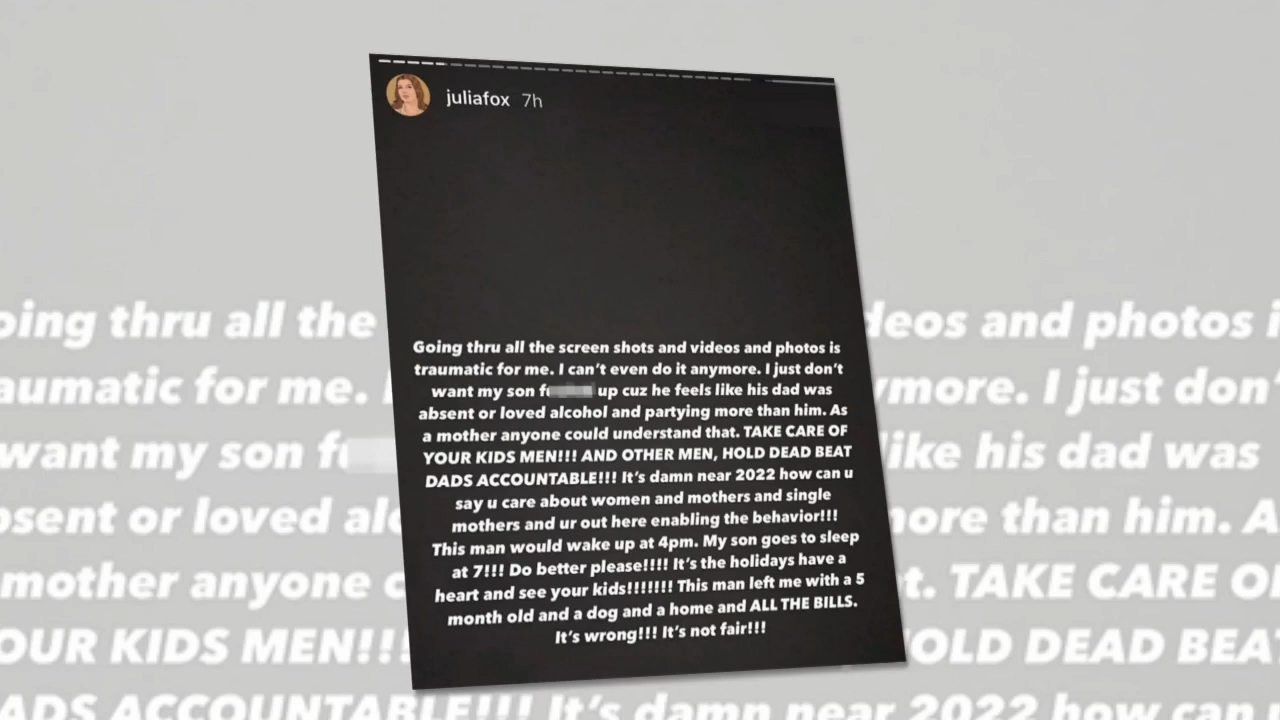 juliafox 7h
Going thru all the screen shots and videos and photos is
traumatic for me. I can't even do it anymore. I just don't
want my son fu up cuz he feels like his dad was
absent or loved alcohol and partying more than him. As
a mother anyone could understand that. TAKE CARE OF
YOUR KIDS MEN!!! AND OTHER MEN, HOLD DEAD BEAT
DADS ACCOUNTABLE!!! It's damn near 2022 how can u
say u care about women and mothers and single
mothers and ur out here enabling the behavior!!!
This man would wake up at 4pm. My son goes to sleep
at 7!!! Do better please!!!! It's the holidays have a
heart and see your kids!!!!!!! This man left me with a 5
month old and a dog and a home and ALL THE BILLS.
It's wrong!!! It's not fair!!!
oing thru all the deos and photos i
aumatic for me. I ymore. I just don'
want my son fu like his dad was
bsent or loved alc more than him. A
mother anyone c t. TAKE CARE O
OUR KIDS MEN!!! HOLD DEAD BEA
ADS ACCOUNTABLE!!! It's damn near 2022 how can u